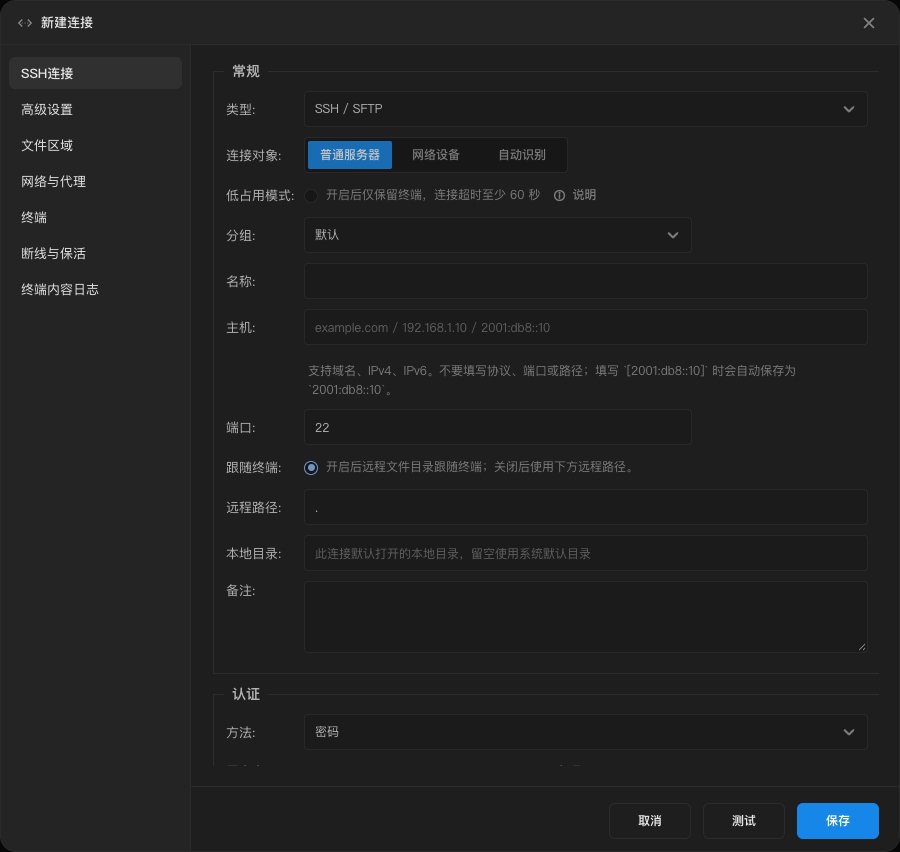 新建连接
SSH连接
高级设置
文件区域
网络与代理
终端
断线与保活
终端内容日志
常规
类型: SSH / SFTP
连接对象: 普通服务器 网络设备 自动识别
低占用模式: 开启后仅保留终端，连接超时至少 60 秒 说明
分组: 默认
名称:
主机: example.com / 192.168.1.10 / 2001:db8::10
支持域名、IPv4、IPv6。不要填写协议、端口或路径；填写 `[2001:db8::10]` 时会自动保存为
`2001:db8::10`。
端口: 22
跟随终端: 开启后远程文件目录跟随终端；关闭后使用下方远程路径。
远程路径: .
本地目录: 此连接默认打开的本地目录，留空使用系统默认目录
备注:
认证
方法: 密码
取消 测试 保存